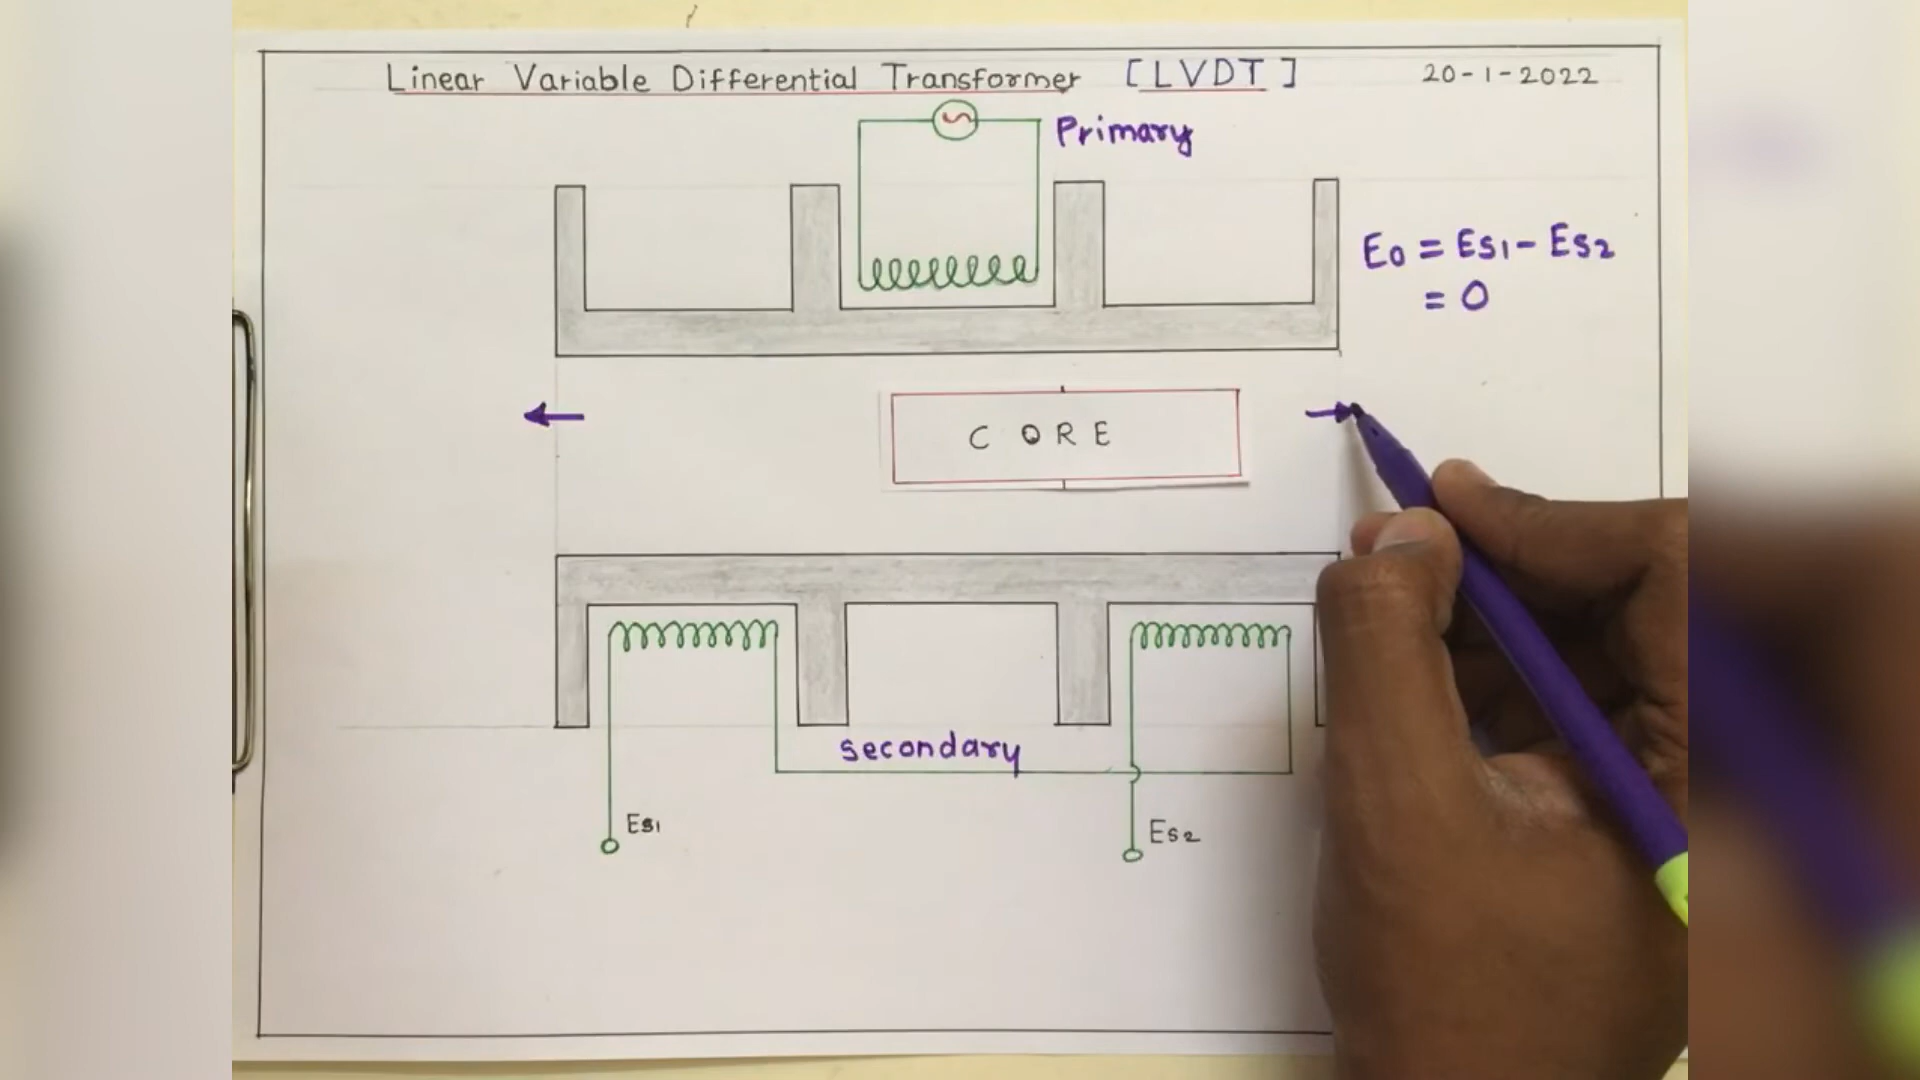 Linear Variable Differential Transformer [LVDT] 20-1-2022
Primary
E0 = Es1 - Es2
= 0
CORE
secondary
Es1
Es2